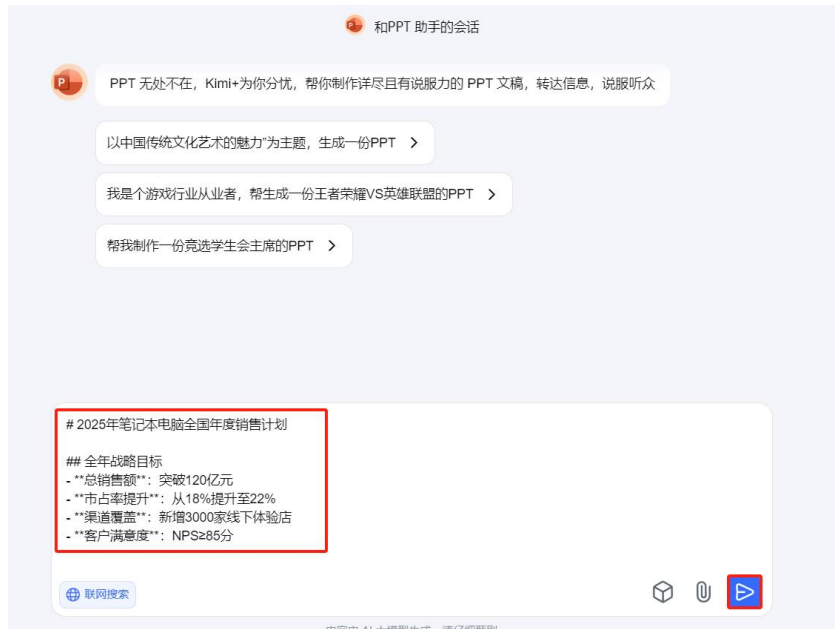 和PPT 助手的会话
PPT 无处不在，Kimi+为你分忧，帮你制作详尽且有说服力的 PPT 文稿，转达信息，说服听众
以中国传统文化艺术的魅力”为主题，生成一份PPT
我是个游戏行业从业者，帮生成一份王者荣耀VS英雄联盟的PPT
帮我制作一份竞选学生会主席的PPT
# 2025年笔记本电脑全国年度销售计划
## 全年战略目标
- **总销售额**：突破120亿元
- **市占率提升**：从18%提升至22%
- **渠道覆盖**：新增3000家线下体验店
- **客户满意度**：NPS≥85分
联网搜索